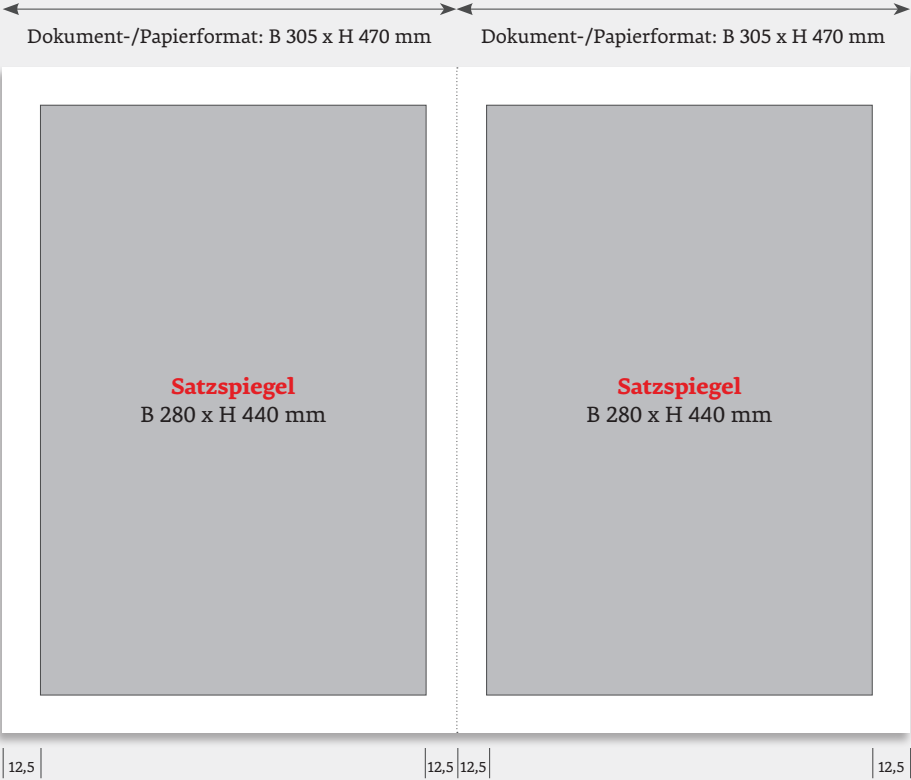 Dokument-/Papierformat: B 305 x H 470 mm
Dokument-/Papierformat: B 305 x H 470 mm
Satzspiegel
B 280 x H 440 mm
Satzspiegel
B 280 x H 440 mm
12,5
12,5
12,5
12,5